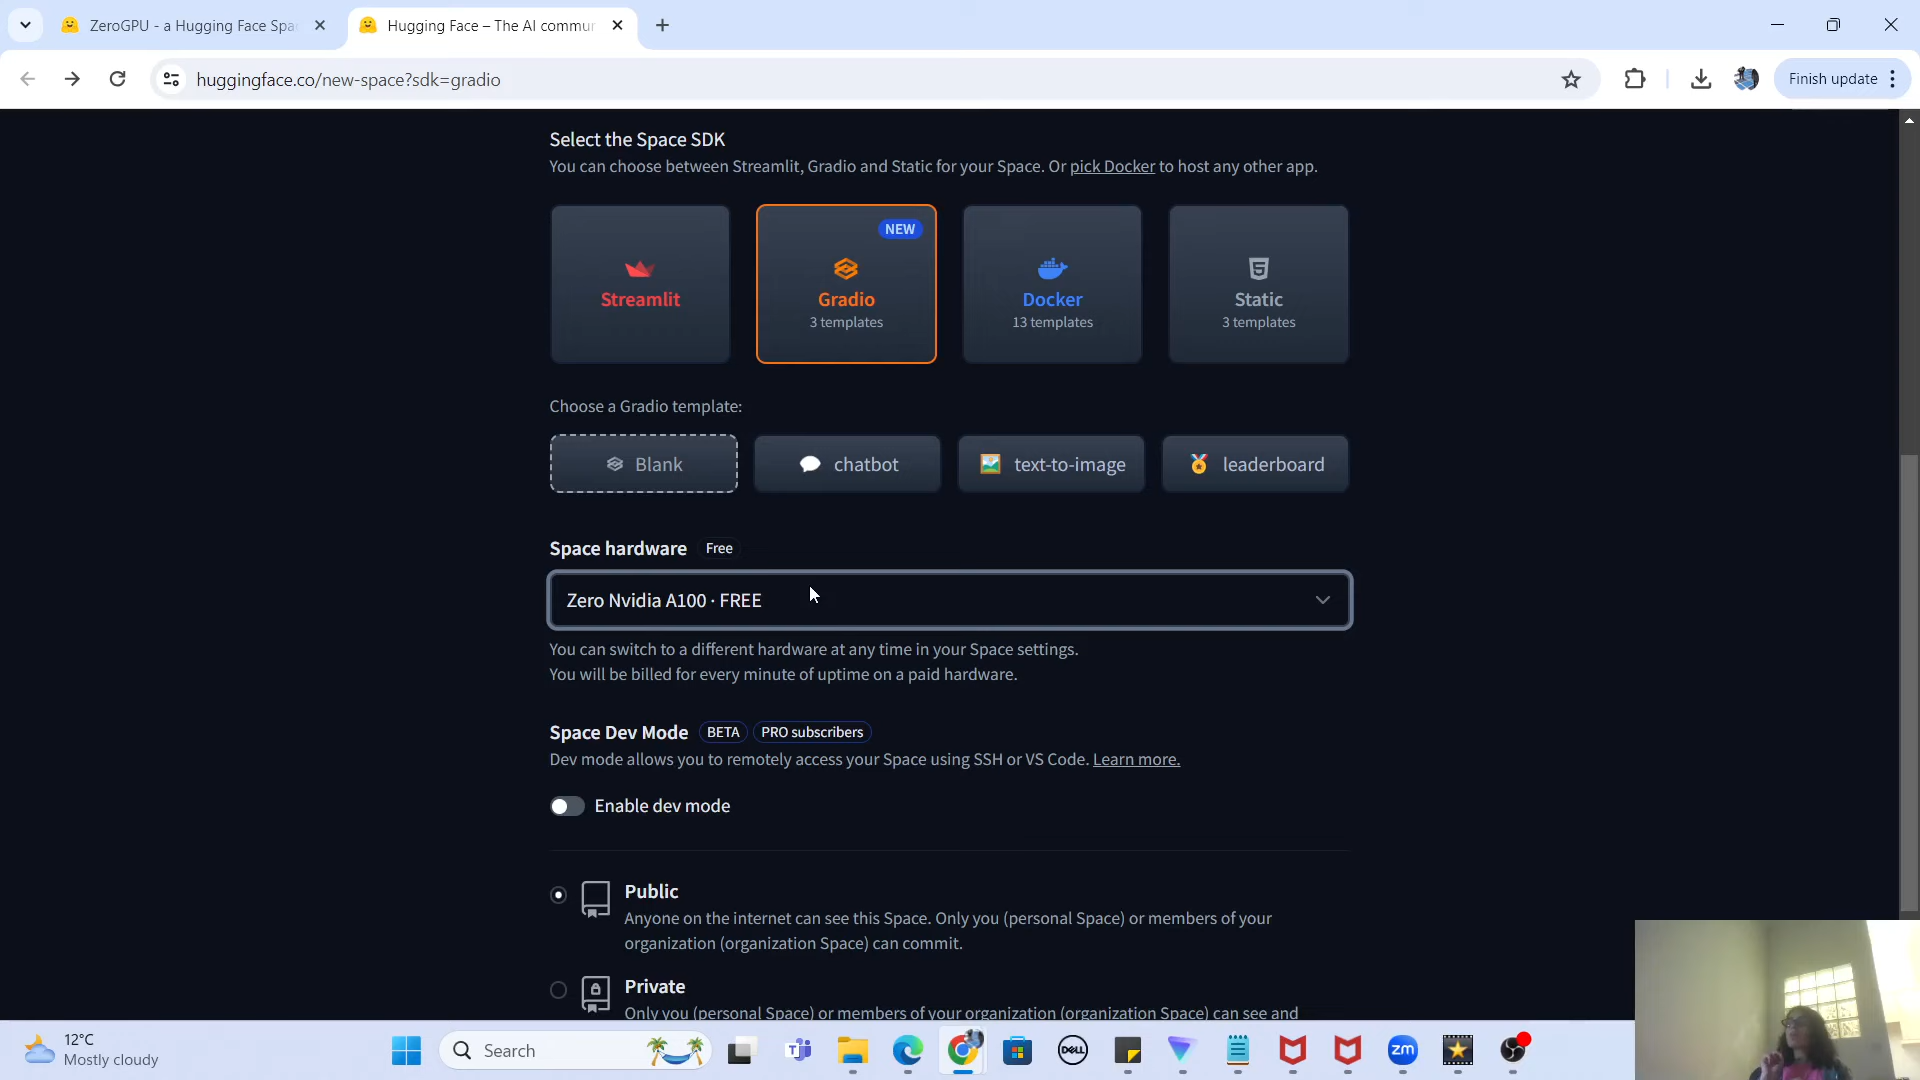 ZeroGPU - a Hugging Face Spa
Hugging Face – The AI commun
huggingface.co/new-space?sdk=gradio
Finish update
Select the Space SDK
You can choose between Streamlit, Gradio and Static for your Space. Or pick Docker to host any other app.
Streamlit
NEW
Gradio
3 templates
Docker
13 templates
Static
3 templates
Choose a Gradio template:
Blank
chatbot
text-to-image
leaderboard
Space hardware Free
Zero Nvidia A100 · FREE
You can switch to a different hardware at any time in your Space settings.
You will be billed for every minute of uptime on a paid hardware.
Space Dev Mode BETA PRO subscribers
Dev mode allows you to remotely access your Space using SSH or VS Code. Learn more.
Enable dev mode
Public
Anyone on the internet can see this Space. Only you (personal Space) or members of your
organization (organization Space) can commit.
Private
Only you (personal Space) or members of your organization (organization Space) can see and
12°C
Mostly cloudy
Search
DELL
zm